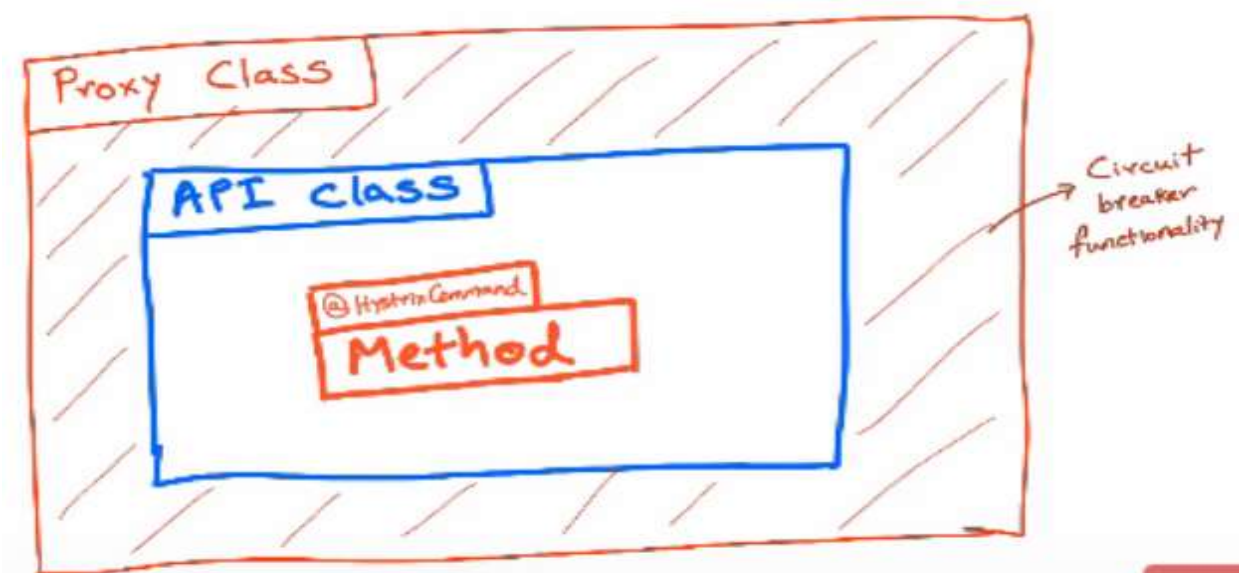 Proxy Class
API class
@HystrixCommand
Method
Circuit
breaker
functionality